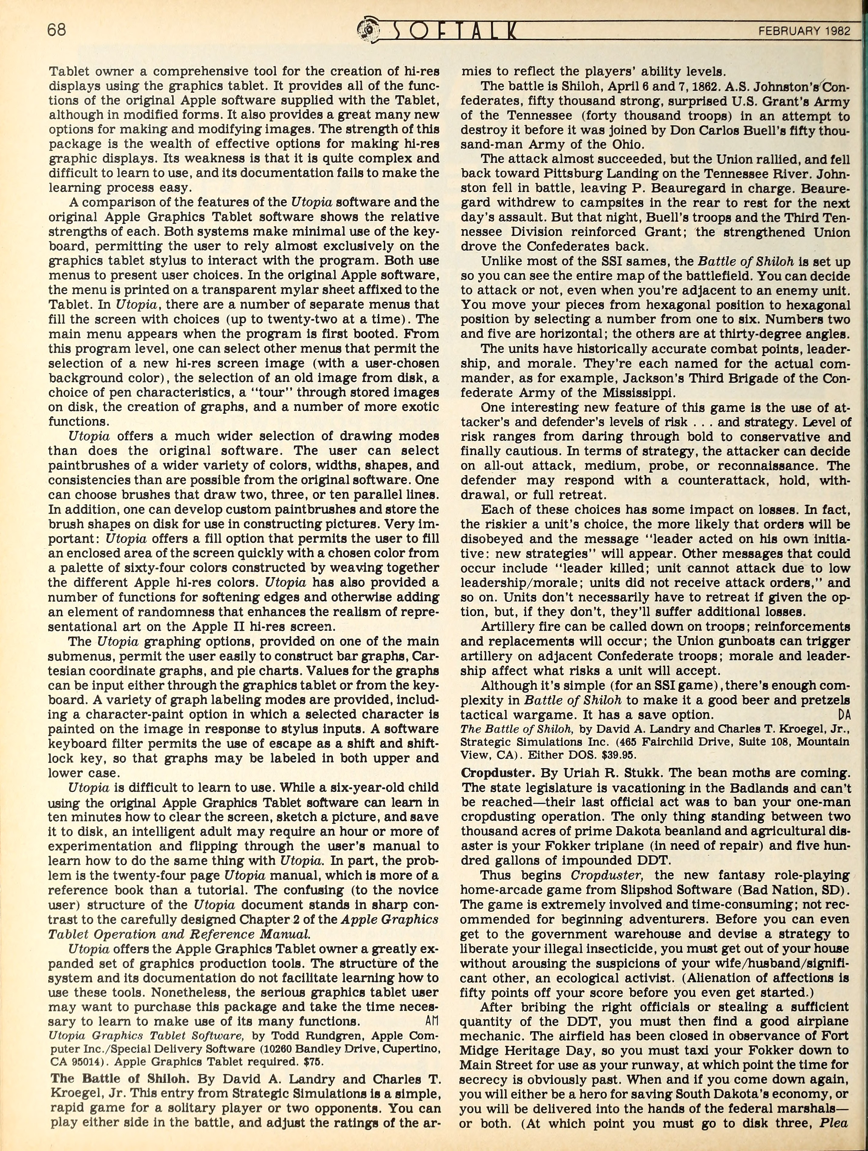 68
SOFTALK
FEBRUARY 1982
Tablet owner a comprehensive tool for the creation of hi-res
displays using the graphics tablet. It provides all of the func-
tions of the original Apple software supplied with the Tablet,
although in modified forms. It also provides a great many new
options for making and modifying images. The strength of this
package is the wealth of effective options for making hi-res
graphic displays. Its weakness is that it is quite complex and
difficult to learn to use, and its documentation fails to make the
learning process easy.
A comparison of the features of the Utopia software and the
original Apple Graphics Tablet software shows the relative
strengths of each. Both systems make minimal use of the key-
board, permitting the user to rely almost exclusively on the
graphics tablet stylus to interact with the program. Both use
menus to present user choices. In the original Apple software,
the menu is printed on a transparent mylar sheet affixed to the
Tablet. In Utopia, there are a number of separate menus that
fill the screen with choices (up to twenty-two at a time). The
main menu appears when the program is first booted. From
this program level, one can select other menus that permit the
selection of a new hi-res screen image (with a user-chosen
background color), the selection of an old image from disk, a
choice of pen characteristics, a "tour" through stored images
on disk, the creation of graphs, and a number of more exotic
functions.
Utopia offers a much wider selection of drawing modes
than does the original software. The user can select
paintbrushes of a wider variety of colors, widths, shapes, and
consistencies than are possible from the original software. One
can choose brushes that draw two, three, or ten parallel lines.
In addition, one can develop custom paintbrushes and store the
brush shapes on disk for use in constructing pictures. Very im-
portant: Utopia offers a fill option that permits the user to fill
an enclosed area of the screen quickly with a chosen color from
a palette of sixty-four colors constructed by weaving together
the different Apple hi-res colors. Utopia has also provided a
number of functions for softening edges and otherwise adding
an element of randomness that enhances the realism of repre-
sentational art on the Apple II hi-res screen.
The Utopia graphing options, provided on one of the main
submenus, permit the user easily to construct bar graphs, Car-
tesian coordinate graphs, and pie charts. Values for the graphs
can be input either through the graphics tablet or from the key-
board. A variety of graph labeling modes are provided, includ-
ing a character-paint option in which a selected character is
painted on the image in response to stylus inputs. A software
keyboard filter permits the use of escape as a shift and shift-
lock key, so that graphs may be labeled in both upper and
lower case.
Utopia is difficult to learn to use. While a six-year-old child
using the original Apple Graphics Tablet software can learn in
ten minutes how to clear the screen, sketch a picture, and save
it to disk, an intelligent adult may require an hour or more of
experimentation and flipping through the user's manual to
learn how to do the same thing with Utopia. In part, the prob-
lem is the twenty-four page Utopia manual, which is more of a
reference book than a tutorial. The confusing (to the novice
user) structure of the Utopia document stands in sharp con-
trast to the carefully designed Chapter 2 of the Apple Graphics
Tablet Operation and Reference Manual.
Utopia offers the Apple Graphics Tablet owner a greatly ex-
panded set of graphics production tools. The structure of the
system and its documentation do not facilitate learning how to
use these tools. Nonetheless, the serious graphics tablet user
may want to purchase this package and take the time neces-
sary to learn to make use of its many functions. AM
Utopia Graphics Tablet Software, by Todd Rundgren, Apple Com-
puter Inc./Special Delivery Software (10260 Bandley Drive, Cupertino,
CA 95014). Apple Graphics Tablet required. $75.
The Battle of Shiloh. By David A. Landry and Charles T.
Kroegel, Jr. This entry from Strategic Simulations is a simple,
rapid game for a solitary player or two opponents. You can
play either side in the battle, and adjust the ratings of the ar-
mies to reflect the players' ability levels.
The battle is Shiloh, April 6 and 7, 1862. A.S. Johnston's Con-
federates, fifty thousand strong, surprised U.S. Grant's Army
of the Tennessee (forty thousand troops) in an attempt to
destroy it before it was joined by Don Carlos Buell's fifty thou-
sand-man Army of the Ohio.
The attack almost succeeded, but the Union rallied, and fell
back toward Pittsburg Landing on the Tennessee River. John-
ston fell in battle, leaving P. Beauregard in charge. Beaure-
gard withdrew to campsites in the rear to rest for the next
day's assault. But that night, Buell's troops and the Third Ten-
nessee Division reinforced Grant; the strengthened Union
drove the Confederates back.
Unlike most of the SSI sames, the Battle of Shiloh is set up
so you can see the entire map of the battlefield. You can decide
to attack or not, even when you're adjacent to an enemy unit.
You move your pieces from hexagonal position to hexagonal
position by selecting a number from one to six. Numbers two
and five are horizontal; the others are at thirty-degree angles.
The units have historically accurate combat points, leader-
ship, and morale. They're each named for the actual com-
mander, as for example, Jackson's Third Brigade of the Con-
federate Army of the Mississippi.
One interesting new feature of this game is the use of at-
tacker's and defender's levels of risk . . . and strategy. Level of
risk ranges from daring through bold to conservative and
finally cautious. In terms of strategy, the attacker can decide
on all-out attack, medium, probe, or reconnaissance. The
defender may respond with a counterattack, hold, with-
drawal, or full retreat.
Each of these choices has some impact on losses. In fact,
the riskier a unit's choice, the more likely that orders will be
disobeyed and the message "leader acted on his own initia-
tive: new strategies" will appear. Other messages that could
occur include "leader killed; unit cannot attack due to low
leadership/morale; units did not receive attack orders," and
so on. Units don't necessarily have to retreat if given the op-
tion, but, if they don't, they'll suffer additional losses.
Artillery fire can be called down on troops; reinforcements
and replacements will occur; the Union gunboats can trigger
artillery on adjacent Confederate troops; morale and leader-
ship affect what risks a unit will accept.
Although it's simple (for an SSI game), there's enough com-
plexity in Battle of Shiloh to make it a good beer and pretzels
tactical wargame. It has a save option. DA
The Battle of Shiloh, by David A. Landry and Charles T. Kroegel, Jr.,
Strategic Simulations Inc. (465 Fairchild Drive, Suite 108, Mountain
View, CA). Either DOS. $39.95.
Cropduster. By Uriah R. Stukk. The bean moths are coming.
The state legislature is vacationing in the Badlands and can't
be reached—their last official act was to ban your one-man
cropdusting operation. The only thing standing between two
thousand acres of prime Dakota beanland and agricultural dis-
aster is your Fokker triplane (in need of repair) and five hun-
dred gallons of impounded DDT.
Thus begins Cropduster, the new fantasy role-playing
home-arcade game from Slipshod Software (Bad Nation, SD).
The game is extremely involved and time-consuming; not rec-
ommended for beginning adventurers. Before you can even
get to the government warehouse and devise a strategy to
liberate your illegal insecticide, you must get out of your house
without arousing the suspicions of your wife/husband/signifi-
cant other, an ecological activist. (Alienation of affections is
fifty points off your score before you even get started.)
After bribing the right officials or stealing a sufficient
quantity of the DDT, you must then find a good airplane
mechanic. The airfield has been closed in observance of Fort
Midge Heritage Day, so you must taxi your Fokker down to
Main Street for use as your runway, at which point the time for
secrecy is obviously past. When and if you come down again,
you will either be a hero for saving South Dakota's economy, or
you will be delivered into the hands of the federal marshals—
or both. (At which point you must go to disk three, Plea